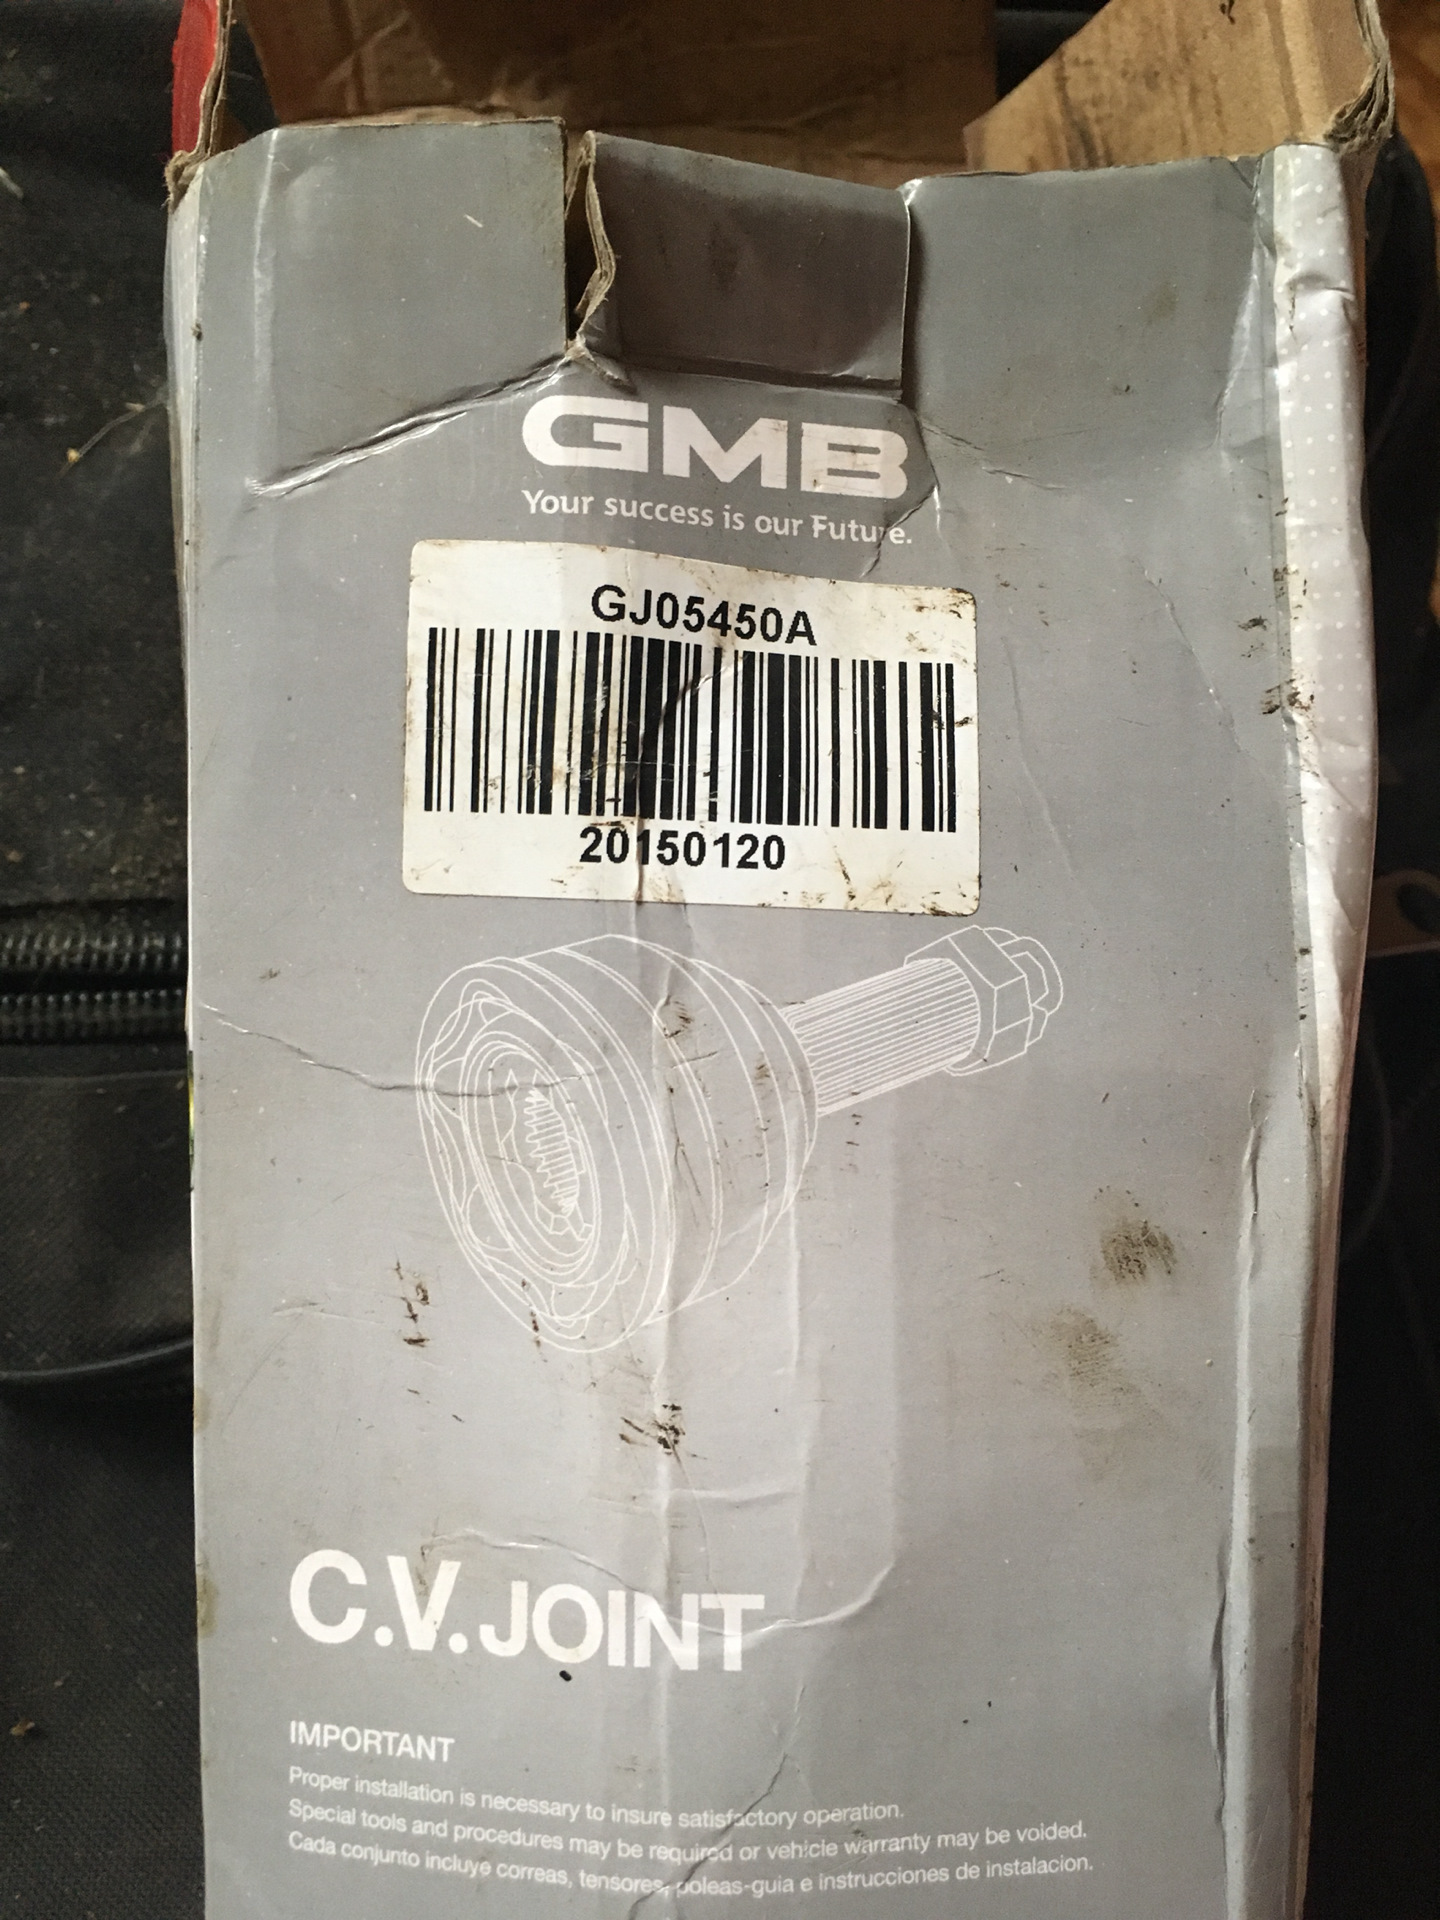 GMB
Your success is our Future.
GJ05450A
20150120
C.V. JOINT
IMPORTANT
Proper installation is necessary to insure satisfactory operation.
Special tools and procedures may be required or vehicle warranty may be voided.
Cada conjunto incluye correas, tensores, poleas-guia e instrucciones de instalacion.